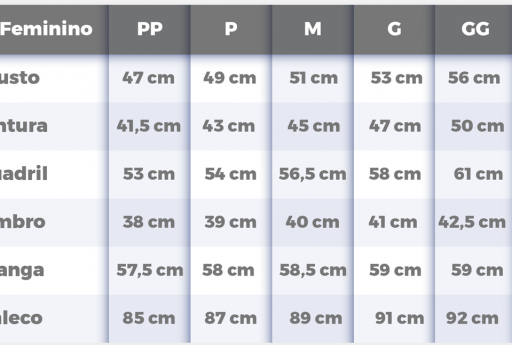 Feminino PP P M G GG
usto 47 cm 49 cm 51 cm 53 cm 56 cm
ntura 41,5 cm 43 cm 45 cm 47 cm 50 cm
adril 53 cm 54 cm 56,5 cm 58 cm 61 cm
mbro 38 cm 39 cm 40 cm 41 cm 42,5 cm
anga 57,5 cm 58 cm 58,5 cm 59 cm 59 cm
leco 85 cm 87 cm 89 cm 91 cm 92 cm